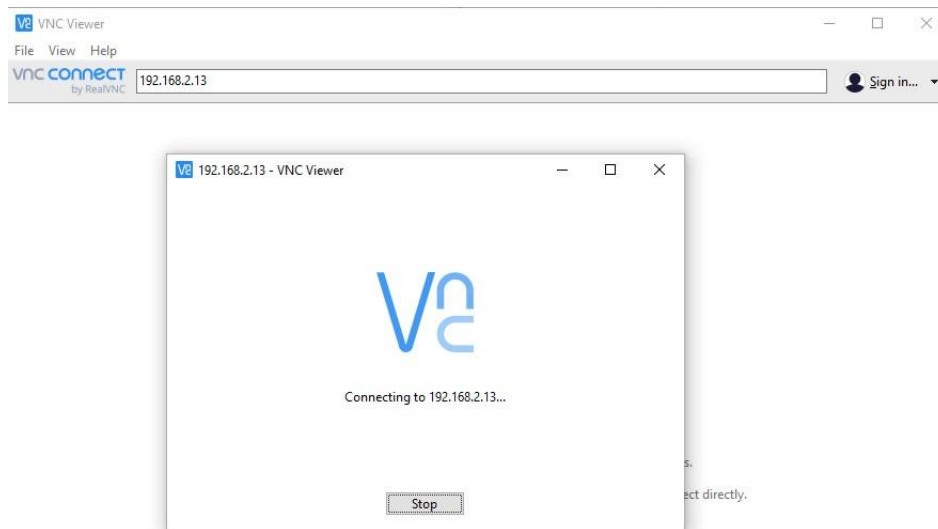 VNC Viewer
File View Help
VNC CONNECT
by RealVNC
192.168.2.13
Sign in...
192.168.2.13 - VNC Viewer
Connecting to 192.168.2.13...
s.
ect directly.
Stop